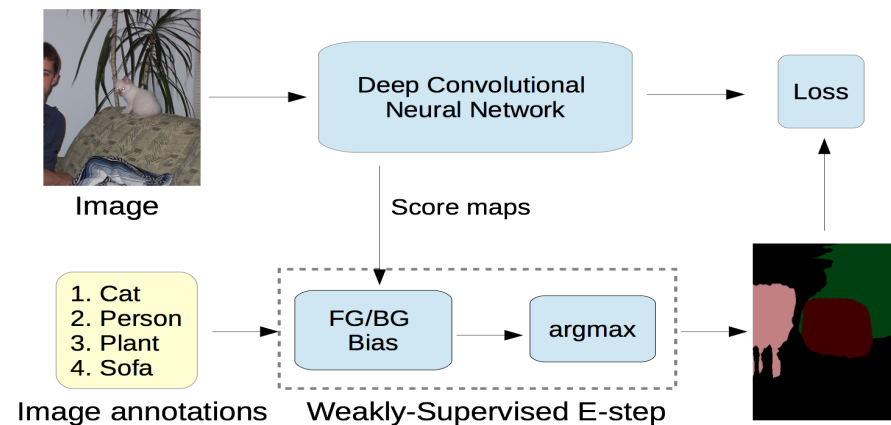 Deep Convolutional
Neural Network
Loss
Image
Score maps
1. Cat
2. Person
3. Plant
4. Sofa
FG/BG
Bias
argmax
Image annotations
Weakly-Supervised E-step